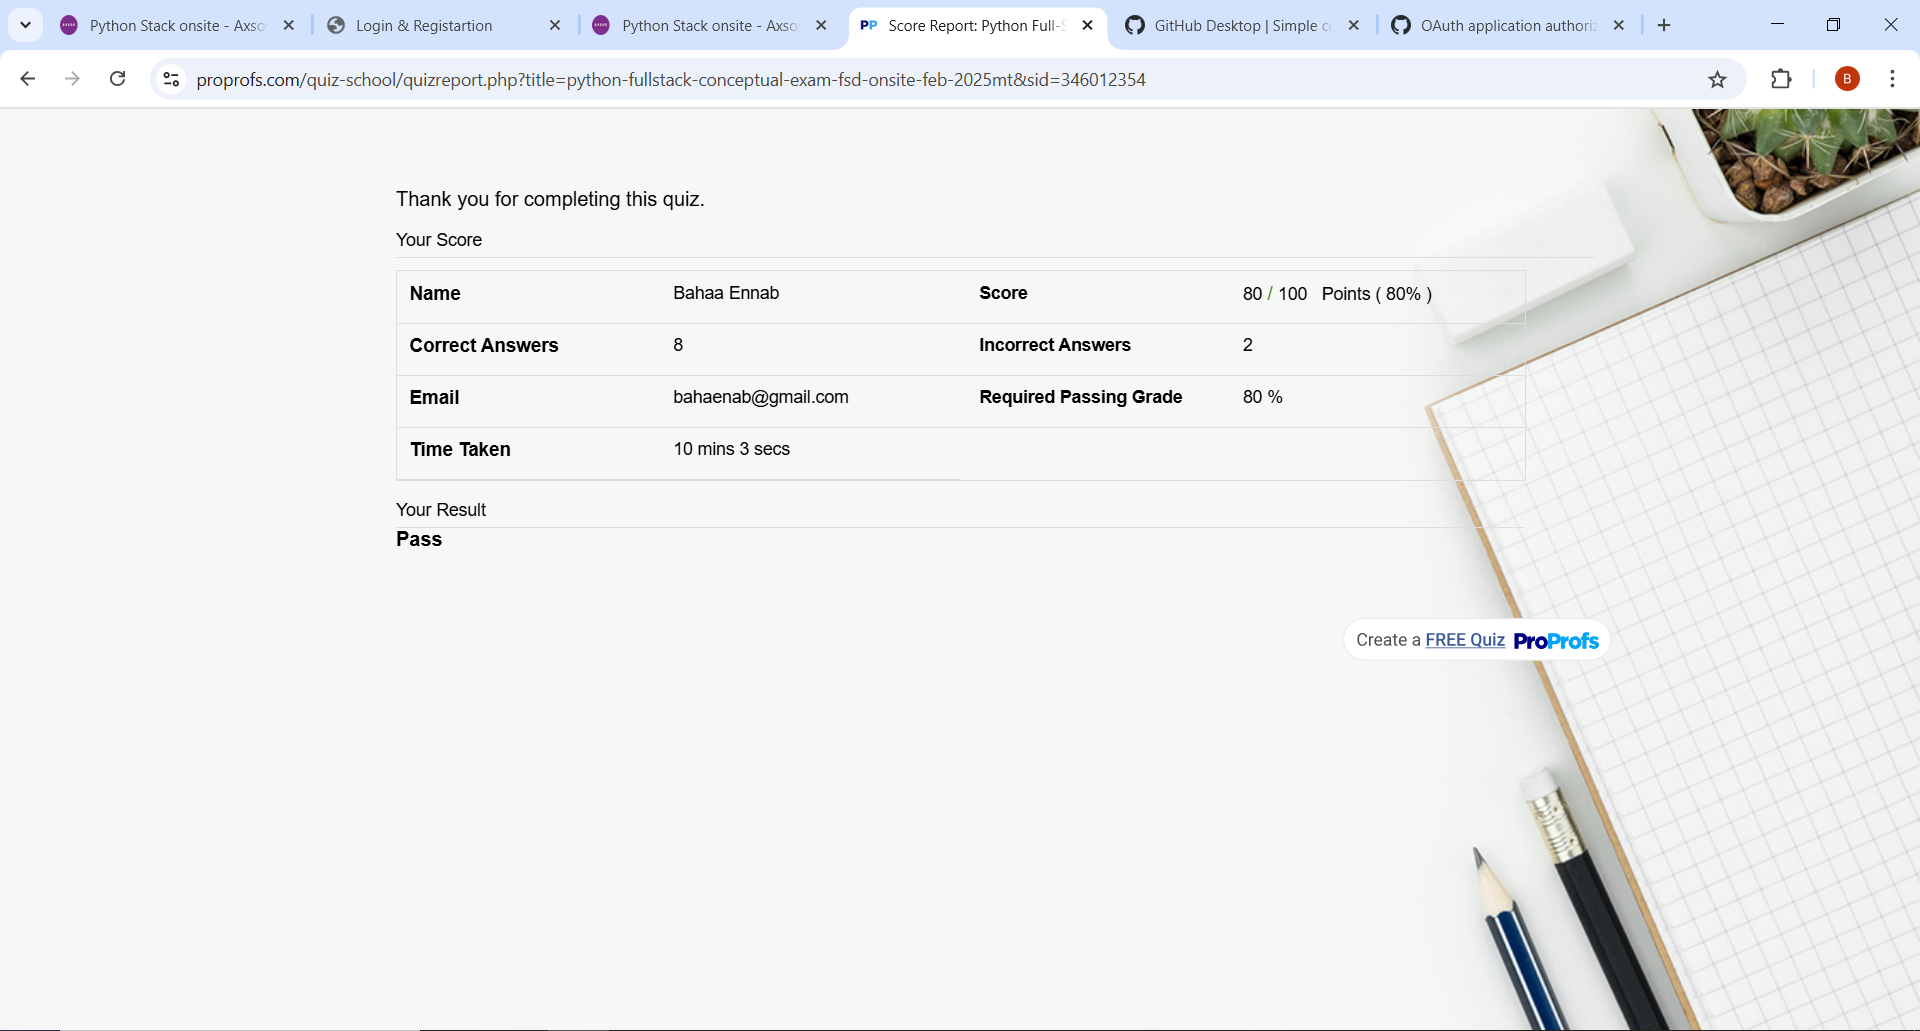 Python Stack onsite - Axso
Login & Registartion
Python Stack onsite - Axso
PP Score Report: Python Full-S
GitHub Desktop | Simple co
OAuth application authoriz
proprofs.com/quiz-school/quizreport.php?title=python-fullstack-conceptual-exam-fsd-onsite-feb-2025mt&sid=346012354
B
Thank you for completing this quiz.
Your Score
Name Bahaa Ennab Score 80 / 100 Points ( 80% )
Correct Answers 8 Incorrect Answers 2
Email bahaenab@gmail.com Required Passing Grade 80 %
Time Taken 10 mins 3 secs
Your Result
Pass
Create a FREE Quiz ProProfs